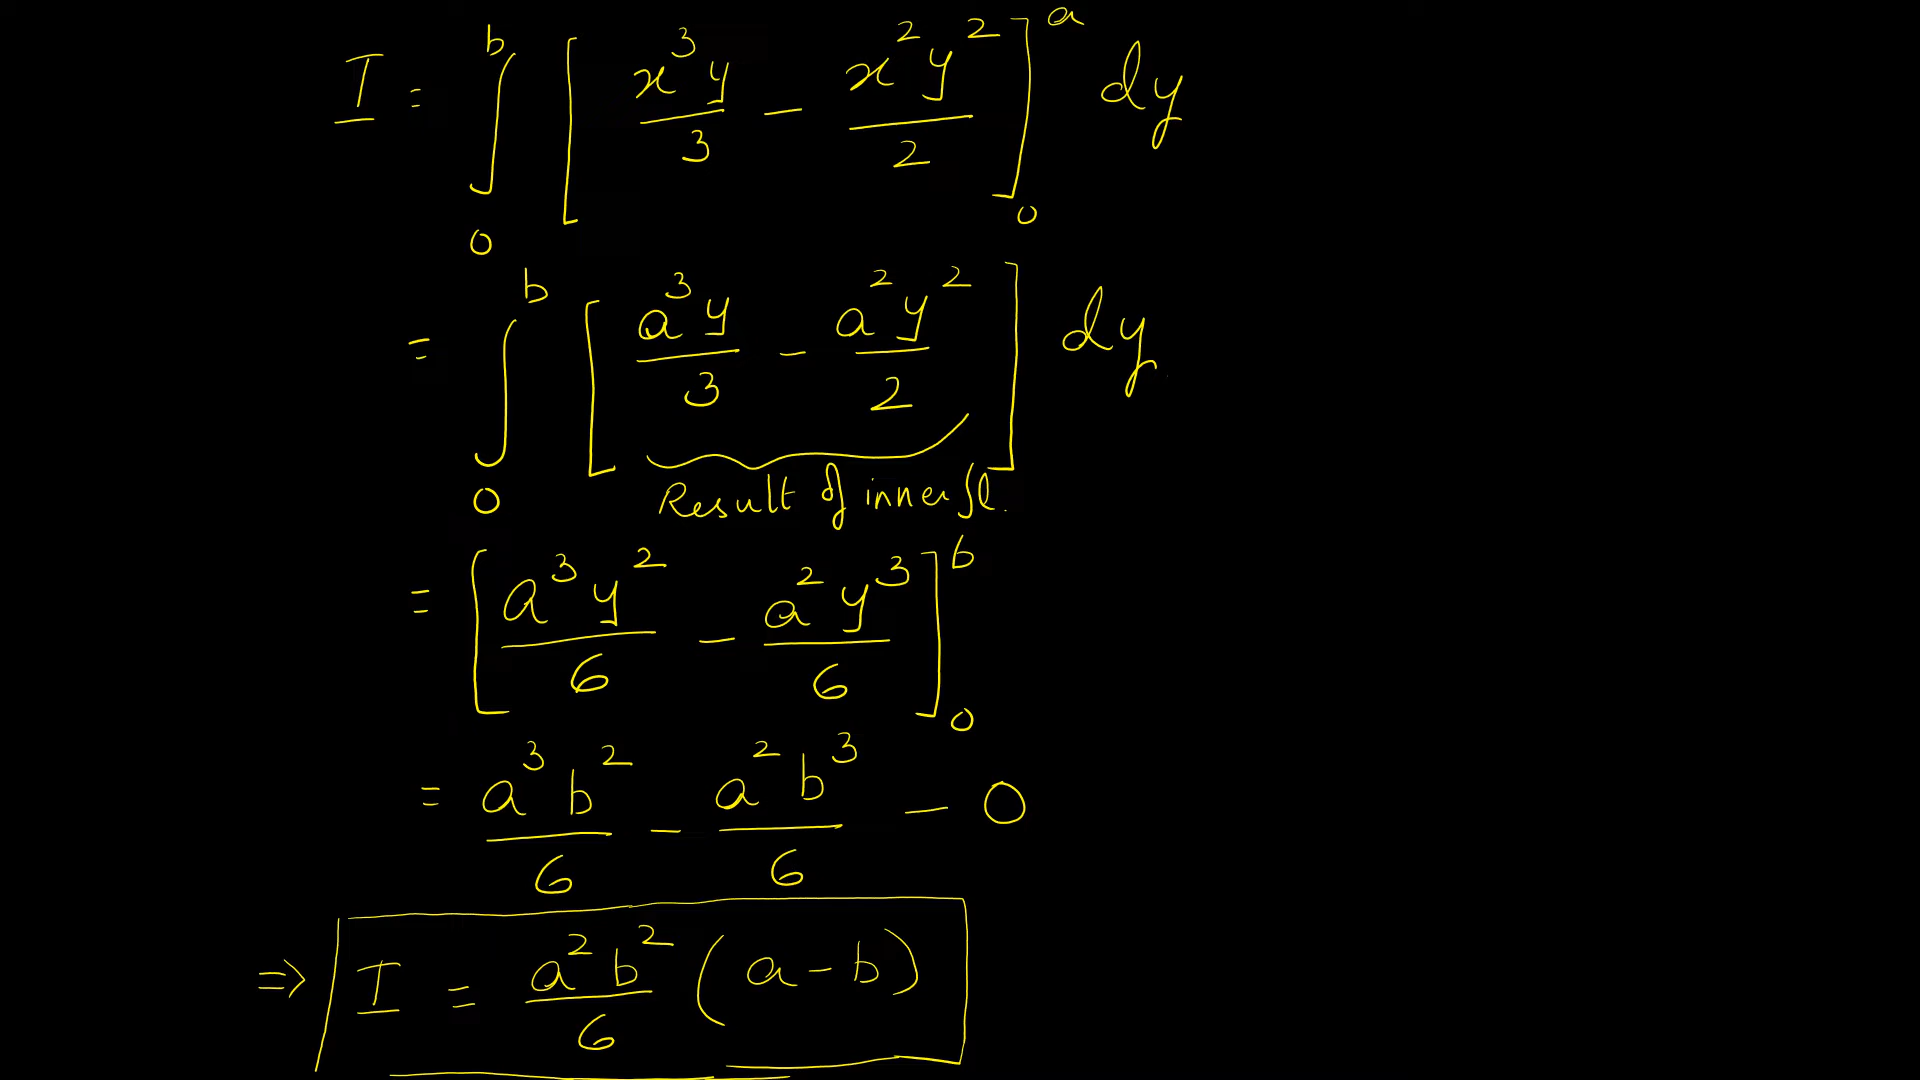 I = ∫₀ᵇ [ x³y/3 − x²y²/2 ]₀ᵃ dy
= ∫₀ᵇ [ a³y/3 − a²y²/2 ] dy
Result of inner ∫l.
= [ a³y²/6 − a²y³/6 ]₀ᵇ
= a³b²/6 − a²b³/6 − 0
⇒ I = a²b²/6 (a − b)